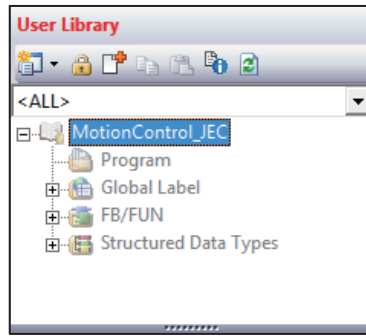 User Library
<ALL>
MotionControl_JEC
Program
Global Label
FB/FUN
Structured Data Types